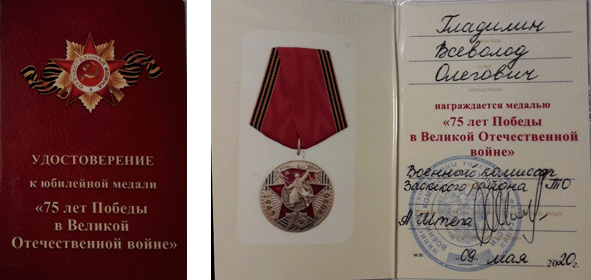 УДОСТОВЕРЕНИЕ
к юбилейной медали
«75 лет Победы
в Великой
Отечественной войне»
Гладилин
Всеволод
Олегович
награждается медалью
«75 лет Победы
в Великой Отечественной
войне»
Военного комиссар
Заокского района ТО
М.П. «09» мая 2020г.